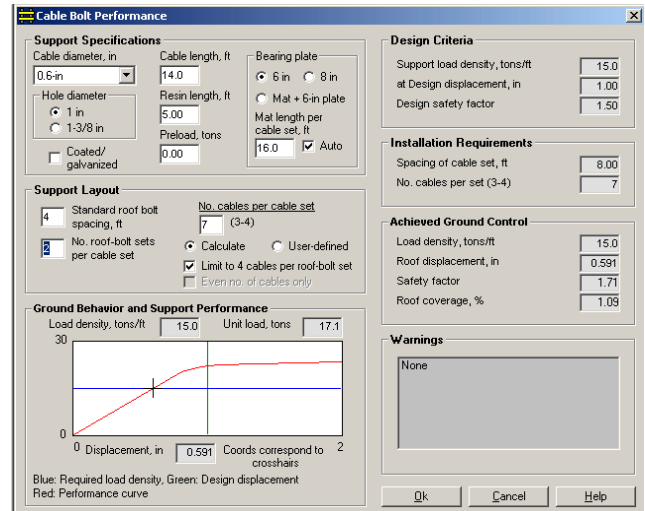 Cable Bolt Performance
Support Specifications
Cable diameter, in
0.6-in
Cable length, ft
14.0
Hole diameter
1 in
1-3/8 in
Resin length, ft
5.00
Coated/
galvanized
Preload, tons
0.00
Bearing plate
6 in 8 in
Mat + 6-in plate
Mat length per
cable set, ft
16.0 Auto
Support Layout
4 Standard roof bolt
spacing, ft
2 No. roof-bolt sets
per cable set
No. cables per cable set
7 (3-4)
Calculate User-defined
Limit to 4 cables per roof-bolt set
Even no. of cables only
Ground Behavior and Support Performance
Load density, tons/ft 15.0 Unit load, tons 17.1
30
0
0 Displacement, in 0.591 Coords correspond to
crosshairs
2
Blue: Required load density, Green: Design displacement
Red: Performance curve
Design Criteria
Support load density, tons/ft 15.0
at Design displacement, in 1.00
Design safety factor 1.50
Installation Requirements
Spacing of cable set, ft 8.00
No. cables per set (3-4) 7
Achieved Ground Control
Load density, tons/ft 15.0
Roof displacement, in 0.591
Safety factor 1.71
Roof coverage, % 1.09
Warnings
None
Ok Cancel Help